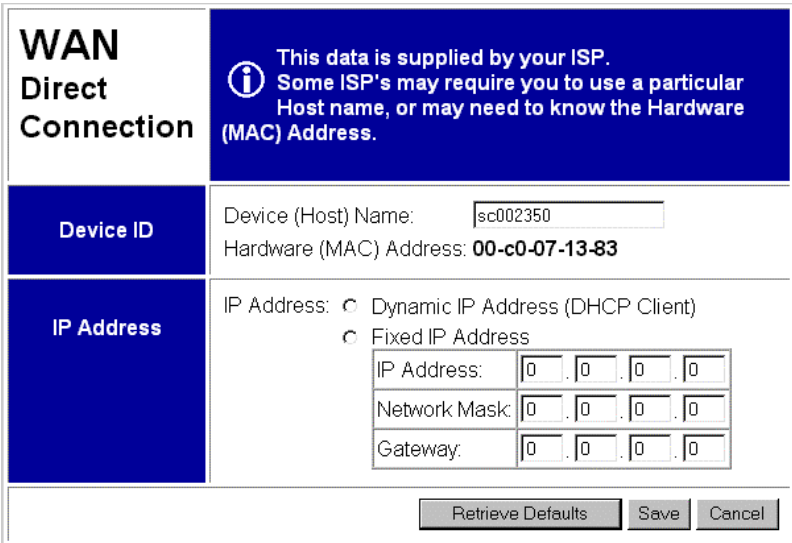 WAN
Direct
Connection
This data is supplied by your ISP.
Some ISP's may require you to use a particular
Host name, or may need to know the Hardware
(MAC) Address.
Device ID
Device (Host) Name: sc002350
Hardware (MAC) Address: 00-c0-07-13-83
IP Address
IP Address: Dynamic IP Address (DHCP Client)
Fixed IP Address
IP Address: 0 . 0 . 0 . 0
Network Mask: 0 . 0 . 0 . 0
Gateway: 0 . 0 . 0 . 0
Retrieve Defaults Save Cancel